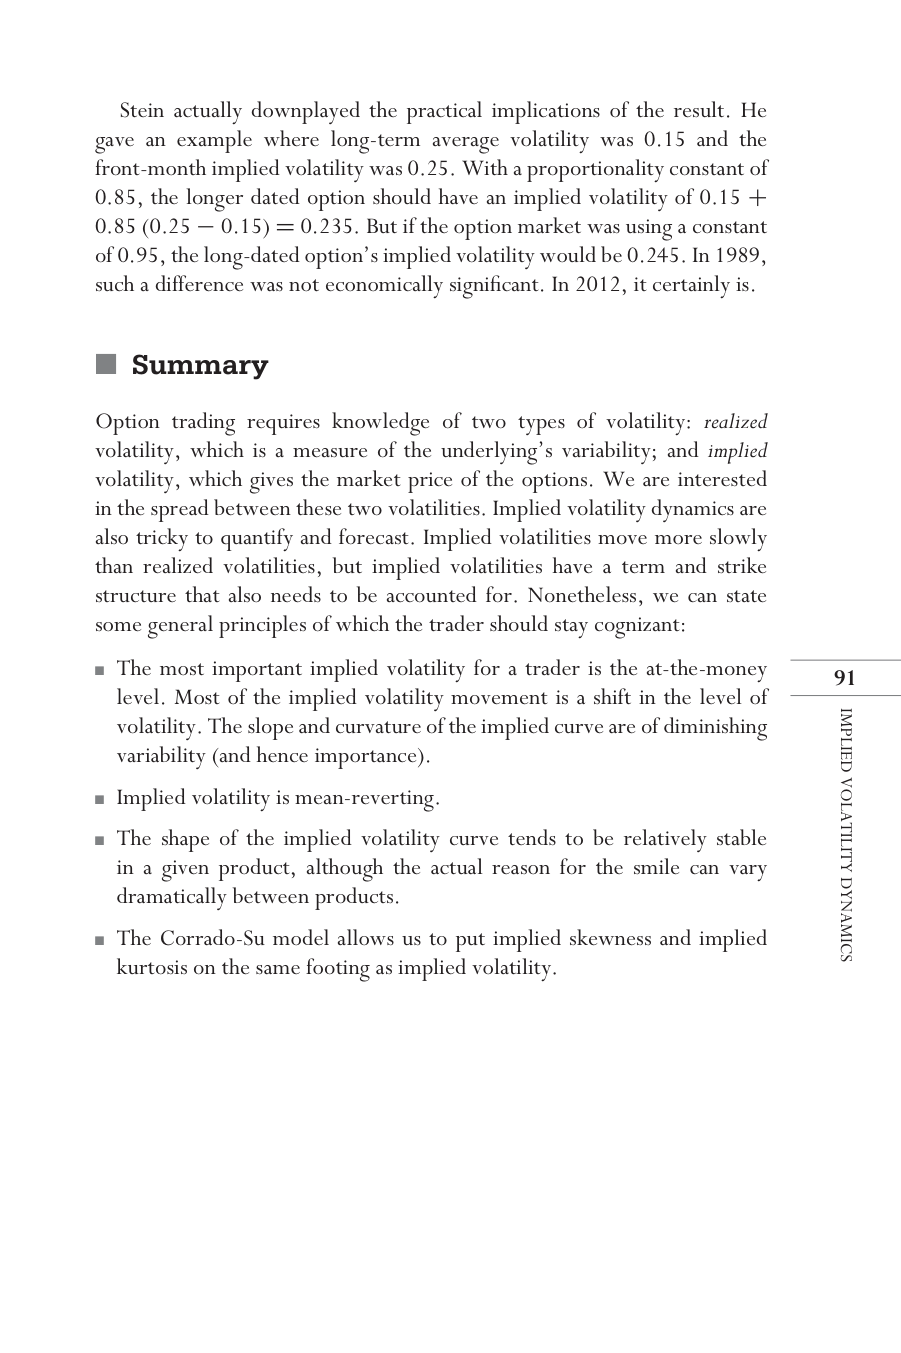 Stein actually downplayed the practical implications of the result. He
gave an example where long-term average volatility was 0.15 and the
front-month implied volatility was 0.25. With a proportionality constant of
0.85, the longer dated option should have an implied volatility of 0.15 +
0.85 (0.25 − 0.15) = 0.235. But if the option market was using a constant
of 0.95, the long-dated option’s implied volatility would be 0.245. In 1989,
such a difference was not economically significant. In 2012, it certainly is.
■ Summary
Option trading requires knowledge of two types of volatility: realized
volatility, which is a measure of the underlying’s variability; and implied
volatility, which gives the market price of the options. We are interested
in the spread between these two volatilities. Implied volatility dynamics are
also tricky to quantify and forecast. Implied volatilities move more slowly
than realized volatilities, but implied volatilities have a term and strike
structure that also needs to be accounted for. Nonetheless, we can state
some general principles of which the trader should stay cognizant:
■ The most important implied volatility for a trader is the at-the-money
level. Most of the implied volatility movement is a shift in the level of
volatility. The slope and curvature of the implied curve are of diminishing
variability (and hence importance).
■ Implied volatility is mean-reverting.
■ The shape of the implied volatility curve tends to be relatively stable
in a given product, although the actual reason for the smile can vary
dramatically between products.
■ The Corrado-Su model allows us to put implied skewness and implied
kurtosis on the same footing as implied volatility.
91
IMPLIED VOLATILITY DYNAMICS